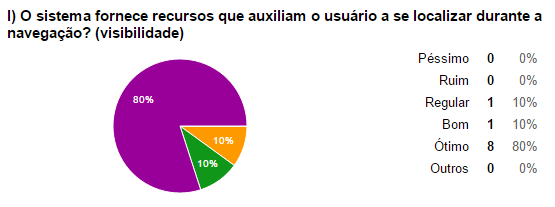 I) O sistema fornece recursos que auxiliam o usuário a se localizar durante a
navegação? (visibilidade)
80%
10%
10%
Péssimo 0 0%
Ruim 0 0%
Regular 1 10%
Bom 1 10%
Ótimo 8 80%
Outros 0 0%